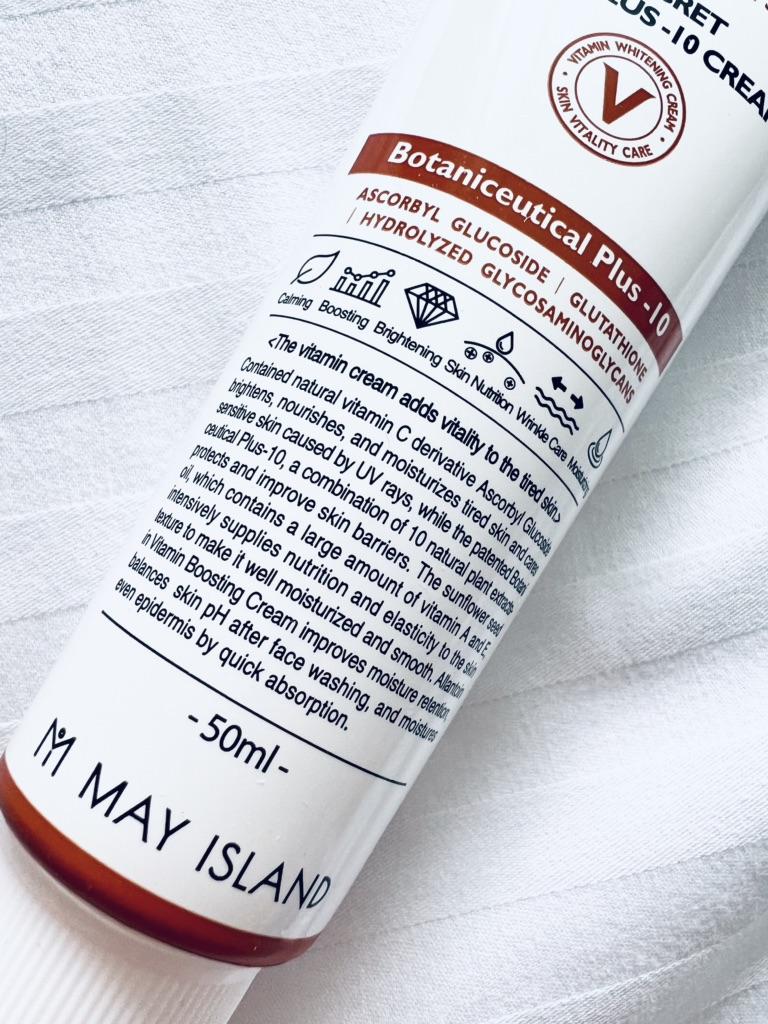 VITAMIN WHITENING CREAM
V
SKIN VITALITY CARE
Botaniceutical Plus -10
ASCORBYL GLUCOSIDE | GLUTATHIONE
| HYDROLYZED GLYCOSAMINOGLYCANS
Calming Boosting Brightening Skin Nutrition Wrinkle Care
<The vitamin cream adds vitality to the tired skin>
Contained natural vitamin C derivative Ascorbyl Glucoside
brightens, nourishes, and moisturizes tired skin and cares
sensitive skin caused by UV rays, while the patented Botani
ceutical Plus-10, a combination of 10 natural plant extracts
protects and improve skin barriers. The sunflower seed
oil, which contains a large amount of vitamin A and E,
intensively supplies nutrition and elasticity to the skin
texture to make it well moisturized and smooth. Allantoin
in Vitamin Boosting Cream improves moisture retention,
balances skin pH after face washing, and moistures
even epidermis by quick absorption.
- 50ml -
MAY ISLAND